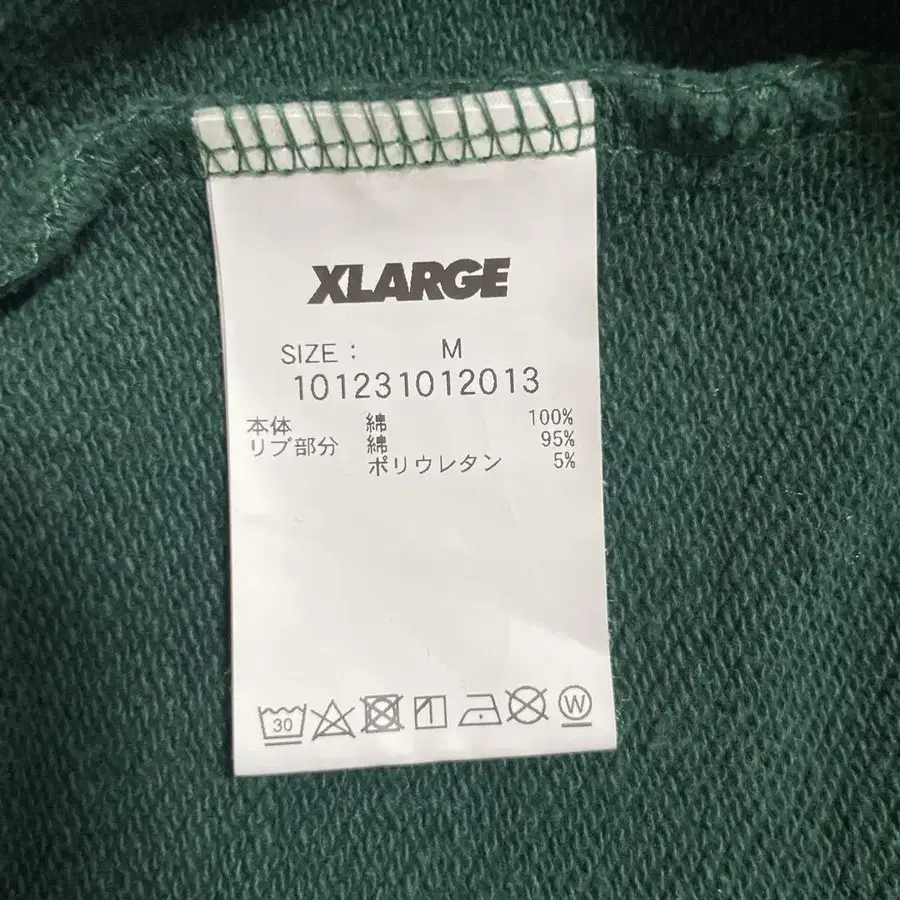 XLARGE
SIZE : M
101231012013
本体 綿 100%
リブ部分 綿 95%
ポリウレタン 5%
30 W